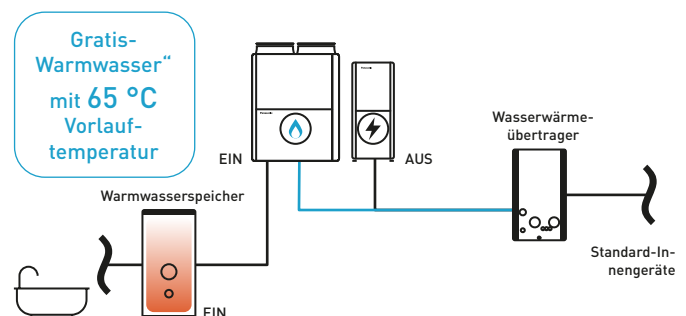 Gratis-
Warmwasser“
mit 65 °C
Vorlauf-
temperatur
EIN
AUS
Wasserwärme-
übertrager
Warmwasserspeicher
Standard-In-
nengeräte
EIN